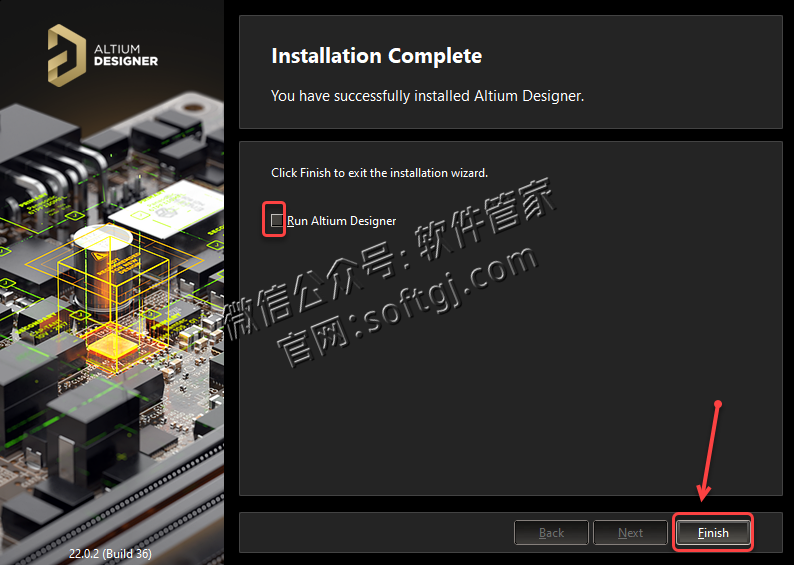 ALTIUM
DESIGNER
Installation Complete
You have successfully installed Altium Designer.
Click Finish to exit the installation wizard.
Run Altium Designer
微信公众号:软件管家
官网:softgj.com
22.0.2 (Build 36)
Back
Next
Finish